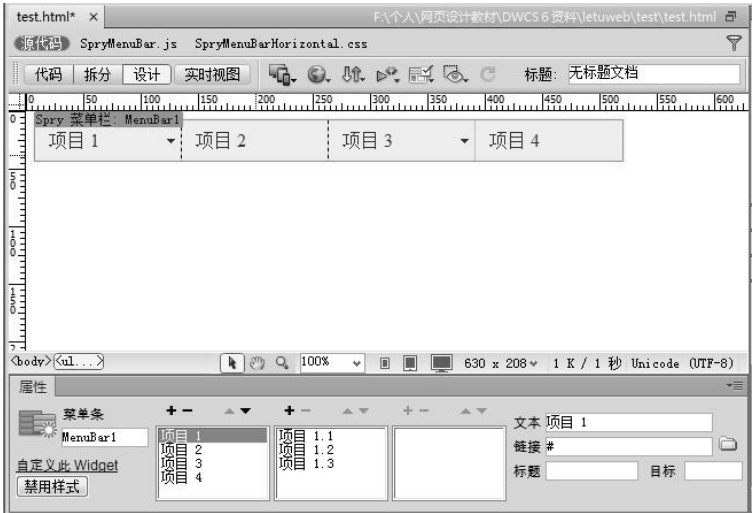 test.html* × F:\个人\网页设计教材\DWCS 6 资料\letuweb\test\test.html
源代码 SpryMenuBar.js SpryMenuBarHorizontal.css
代码 拆分 设计 实时视图 标题: 无标题文档
0 50 100 150 200 250 300 350 400 450 500 550 600
Spry 菜单栏: MenuBar1
项目 1 项目 2 项目 3 项目 4
0
50
100
150
2
<body><ul...> 100% 630 x 208 1 K / 1 秒 Unicode (UTF-8)
属性
菜单条
MenuBar1
自定义此 Widget
禁用样式
项目 1
项目 2
项目 3
项目 4
项目 1.1
项目 1.2
项目 1.3
文本 项目 1
链接 #
标题 目标